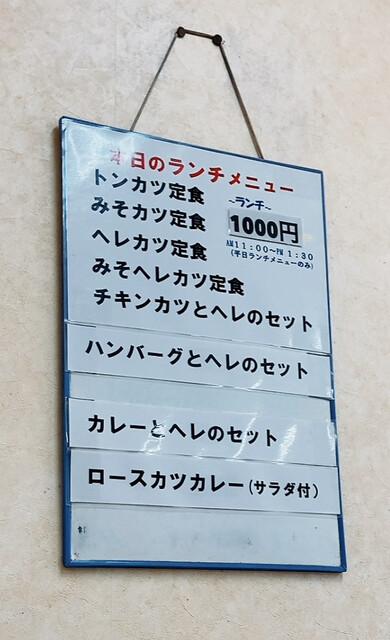 本日のランチメニュー
トンカツ定食
みそカツ定食
ヘレカツ定食
みそヘレカツ定食
チキンカツとヘレのセット
~ランチ~
1000円
AM11:00~PM1:30
(平日ランチメニューのみ)
ハンバーグとヘレのセット
カレーとヘレのセット
ロースカツカレー(サラダ付)